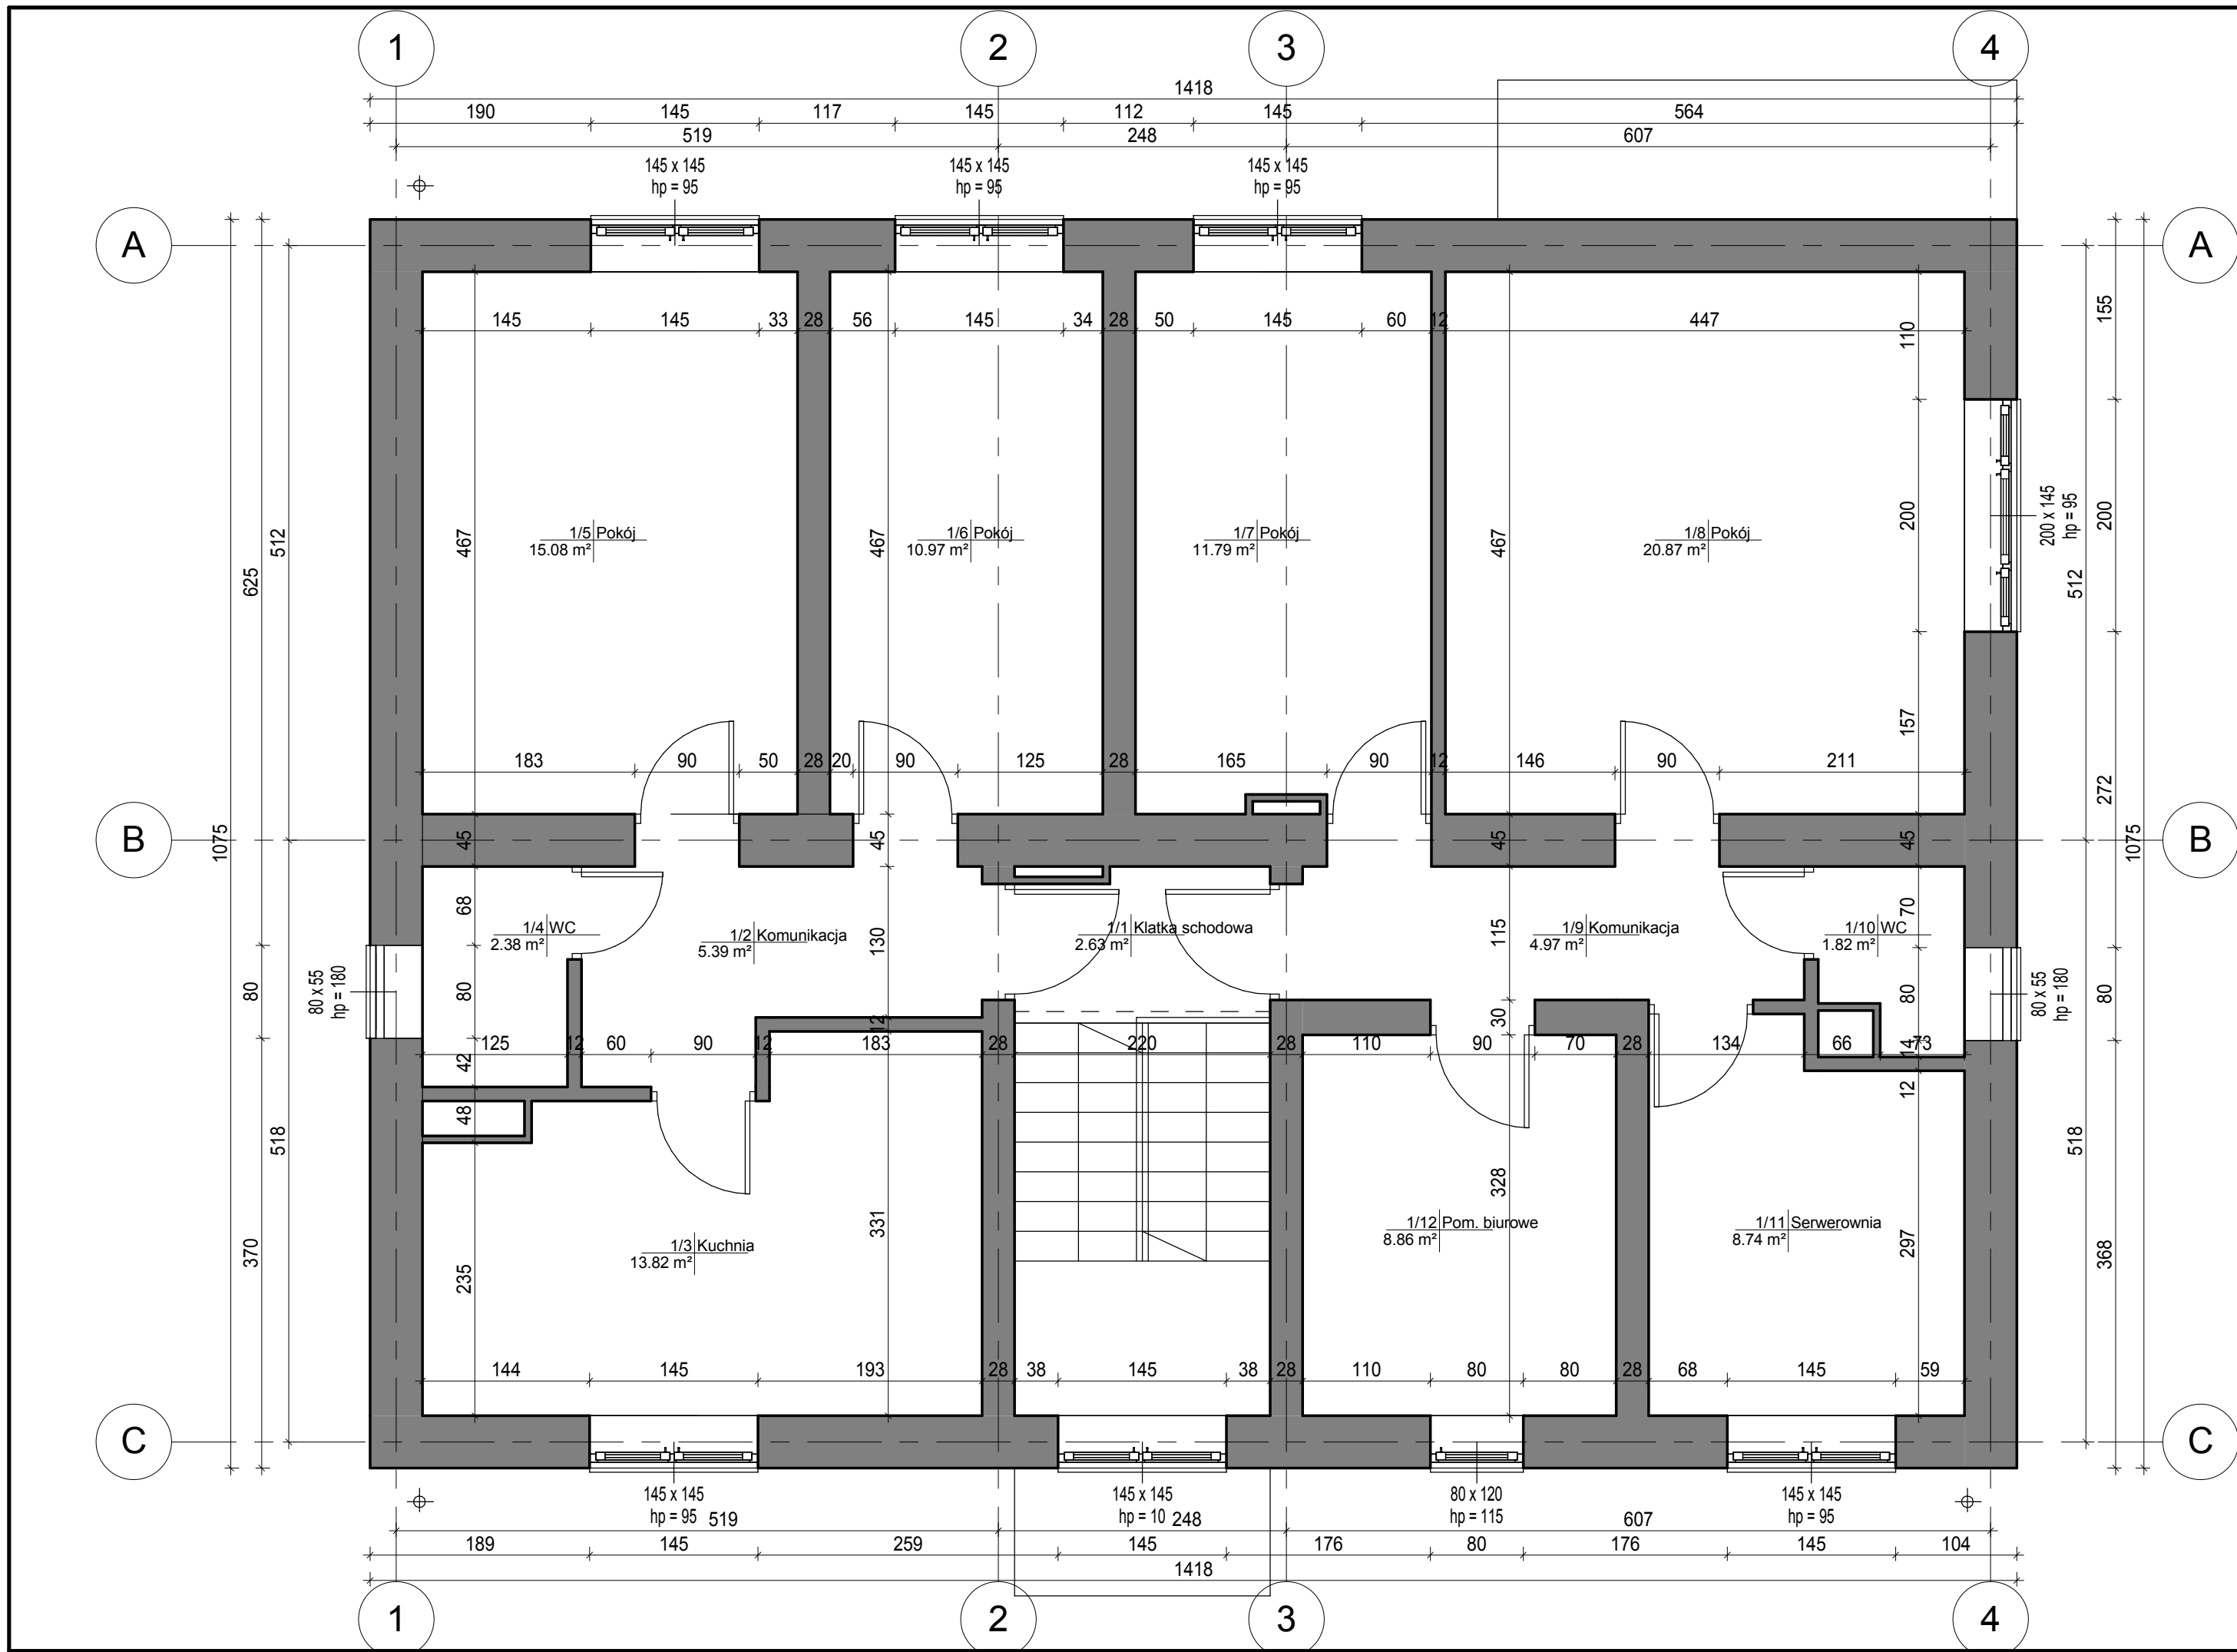 1 2 3 4
1418
190 145 117 145 112 145 564
519 248 607
145 x 145
hp = 95
145 x 145
hp = 95
145 x 145
hp = 95
A A
145 145 33 28 56 145 34 28 50 145 60 12 447
110
155
1/5 Pokój
15.08 m²
1/6 Pokój
10.97 m²
1/7 Pokój
11.79 m²
1/8 Pokój
20.87 m²
467 467 467 200
200 x 145
hp = 95
200
512
625
1075
512
157
272
1075
183 90 50 28 20 90 125 28 165 90 12 146 90 211
B B
45 45 45 45
68 130 115 70
1/4 WC
2.38 m²
1/2 Komunikacja
5.39 m²
1/1 Klatka schodowa
2.63 m²
1/9 Komunikacja
4.97 m²
1/10 WC
1.82 m²
80 x 55
hp = 180
80
80
12
30
80
80
80 x 55
hp = 180
125 12 60 90 12 183 28 220 28 110 90 70 28 134 66 73
42
14
48
12
518
370
235
331
328
297
518
368
1/3 Kuchnia
13.82 m²
1/12 Pom. biurowe
8.86 m²
1/11 Serwerownia
8.74 m²
144 145 193 28 38 145 38 28 110 80 80 28 68 145 59
C C
145 x 145
hp = 95
145 x 145
hp = 10
80 x 120
hp = 115
145 x 145
hp = 95
519 248 607
189 145 259 145 176 80 176 145 104
1418
1 2 3 4